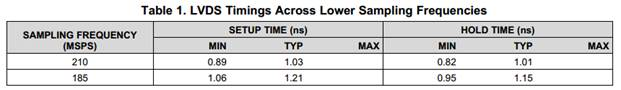 Table 1. LVDS Timings Across Lower Sampling Frequencies
SAMPLING FREQUENCY (MSPS) SETUP TIME (ns) HOLD TIME (ns)
MIN TYP MAX MIN TYP MAX
210 0.89 1.03 0.82 1.01
185 1.06 1.21 0.95 1.15